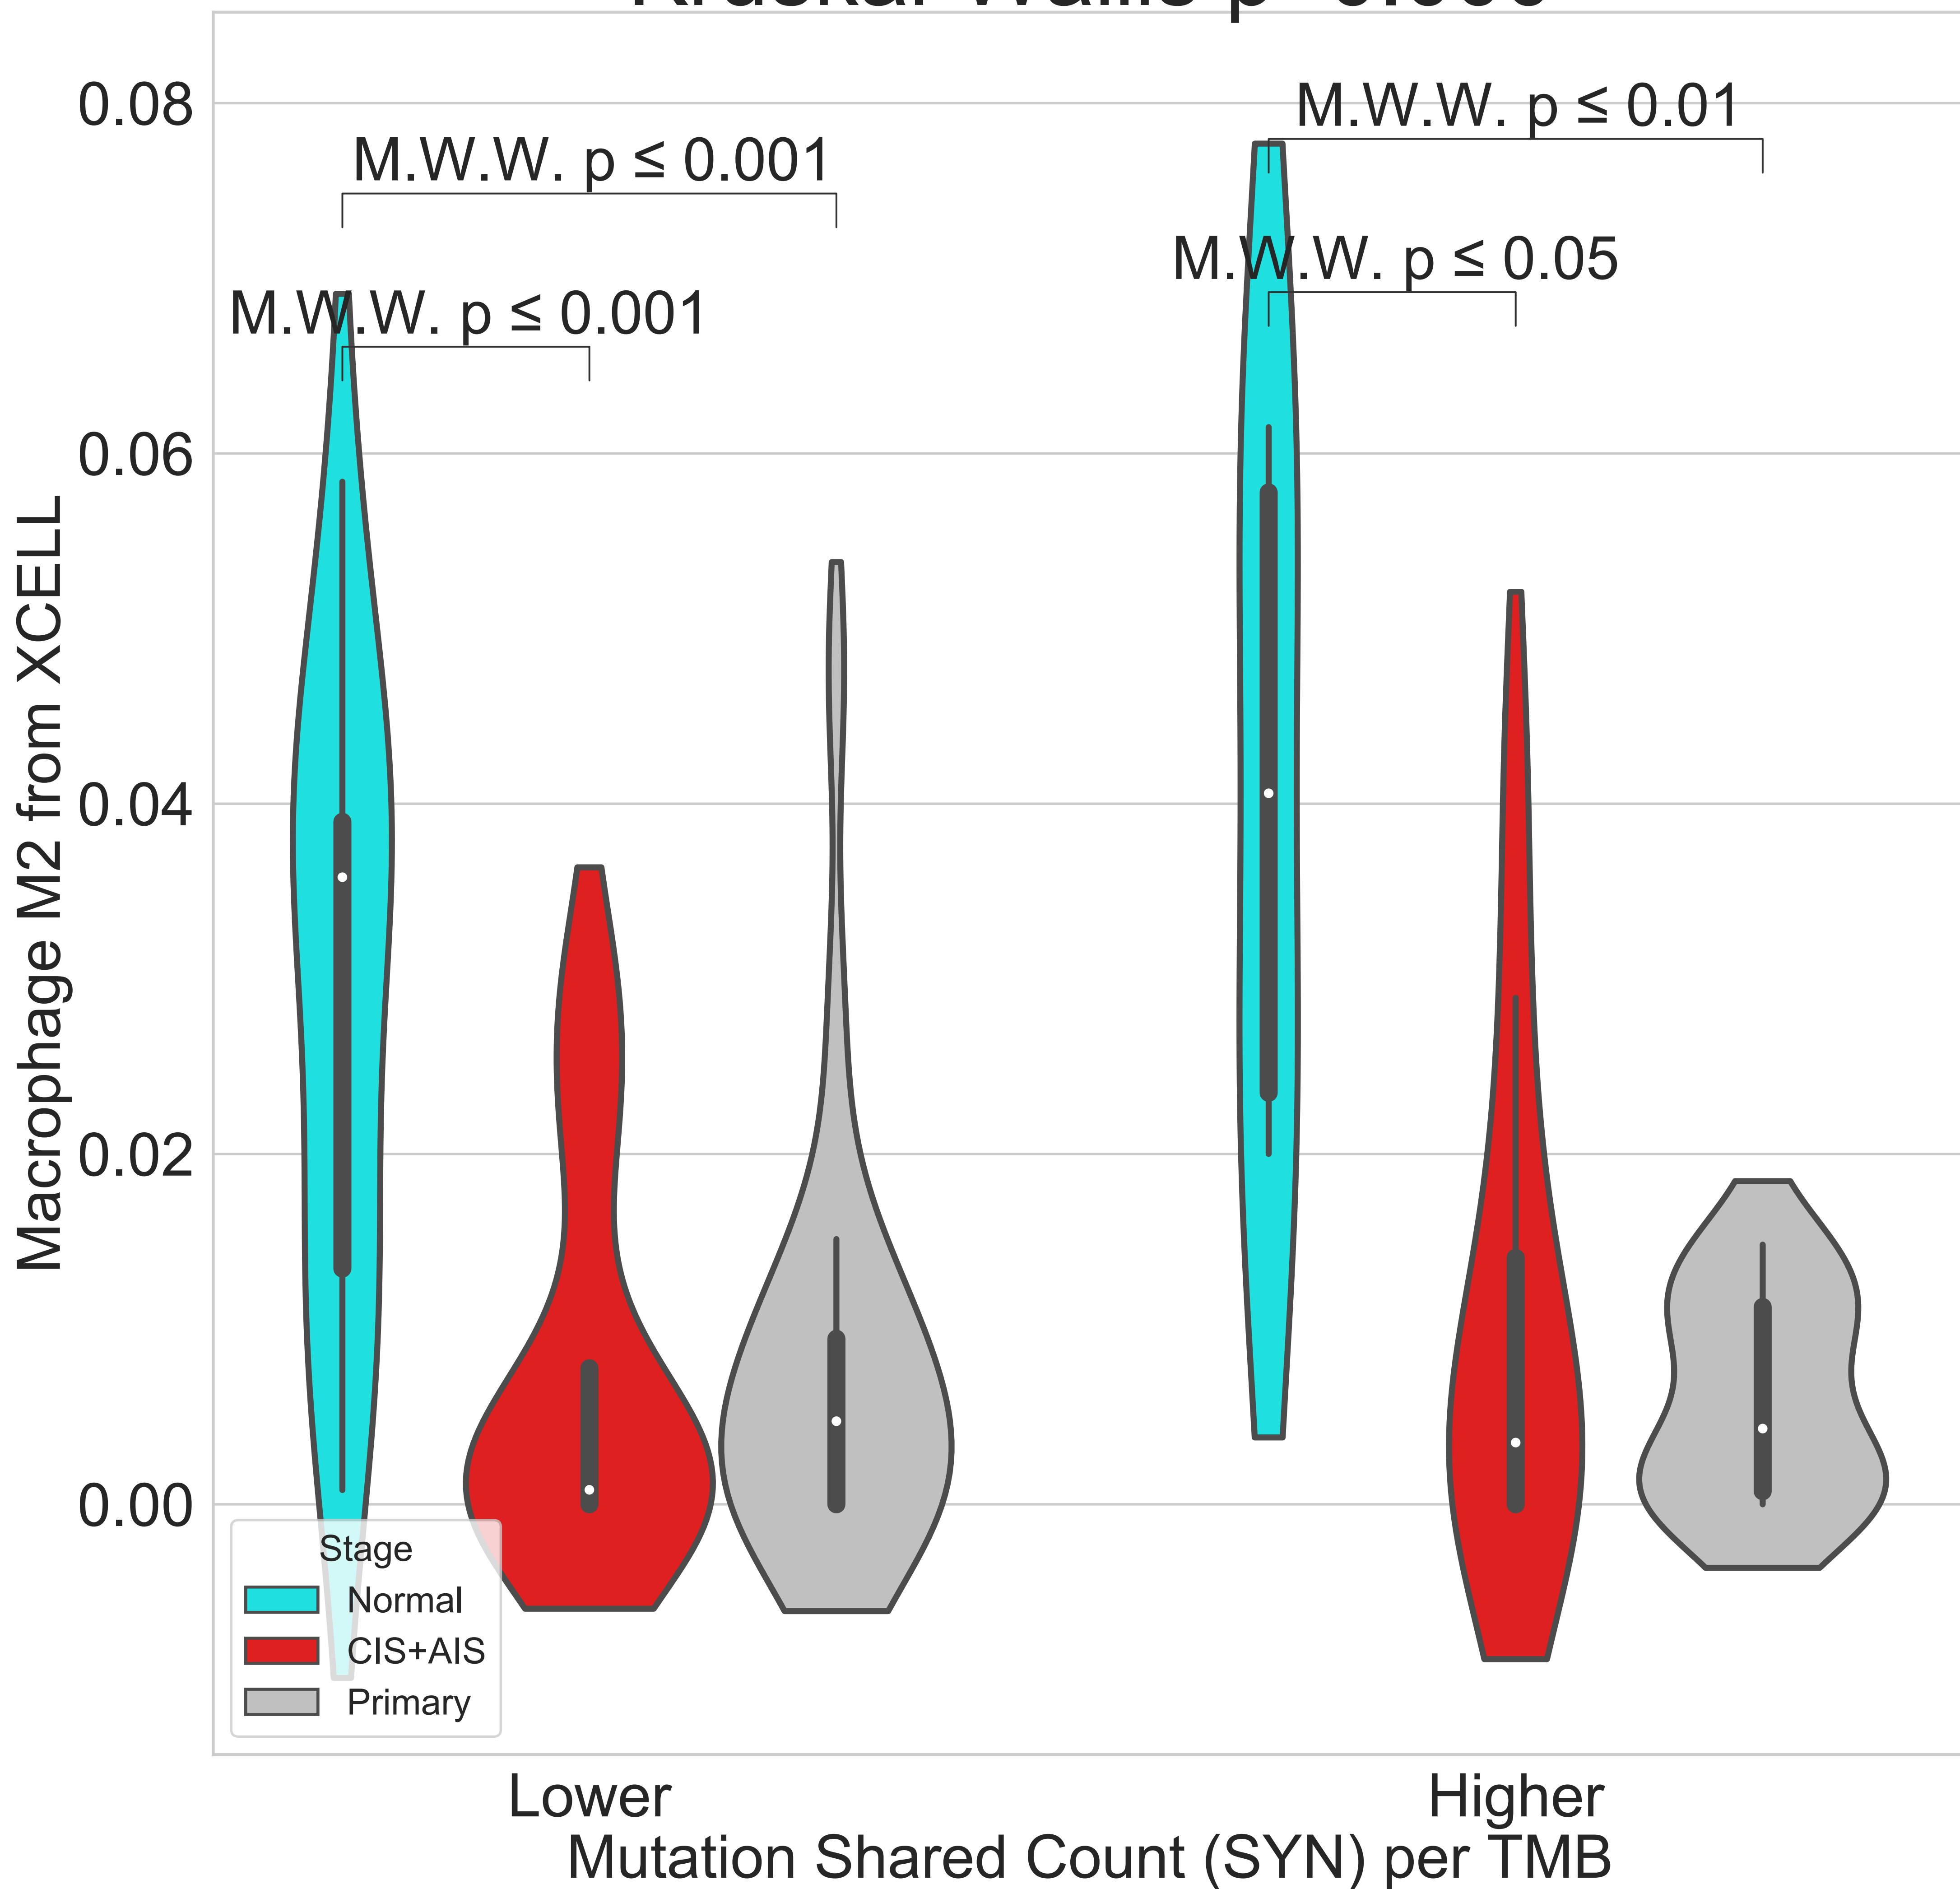 0.08
0.06
0.04
0.02
0.00
Macrophage M2 from XCELL
M.W.W. p ≤ 0.01
M.W.W. p ≤ 0.001
M.W.W. p ≤ 0.05
M.W.W. p ≤ 0.001
Stage
Normal
CIS+AIS
Primary
Lower
Higher
Mutation Shared Count (SYN) per TMB